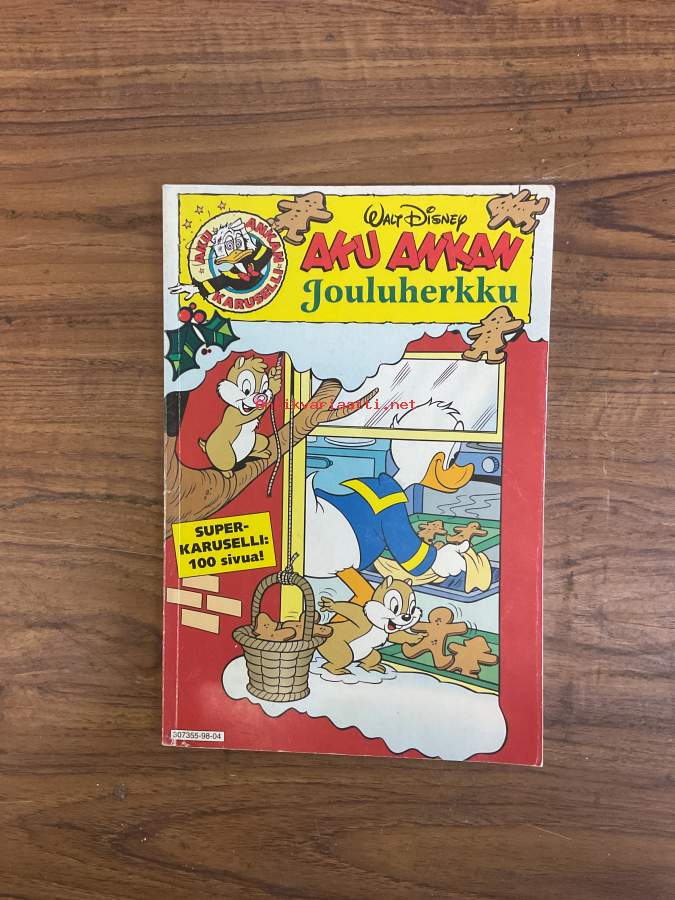 AKU ANKAN
KARUSELLI
WALT DISNEY
AKU ANKAN
Jouluherkku
antikvariaatti.net
SUPER-
KARUSELLI:
100 sivua!
307355-98-04